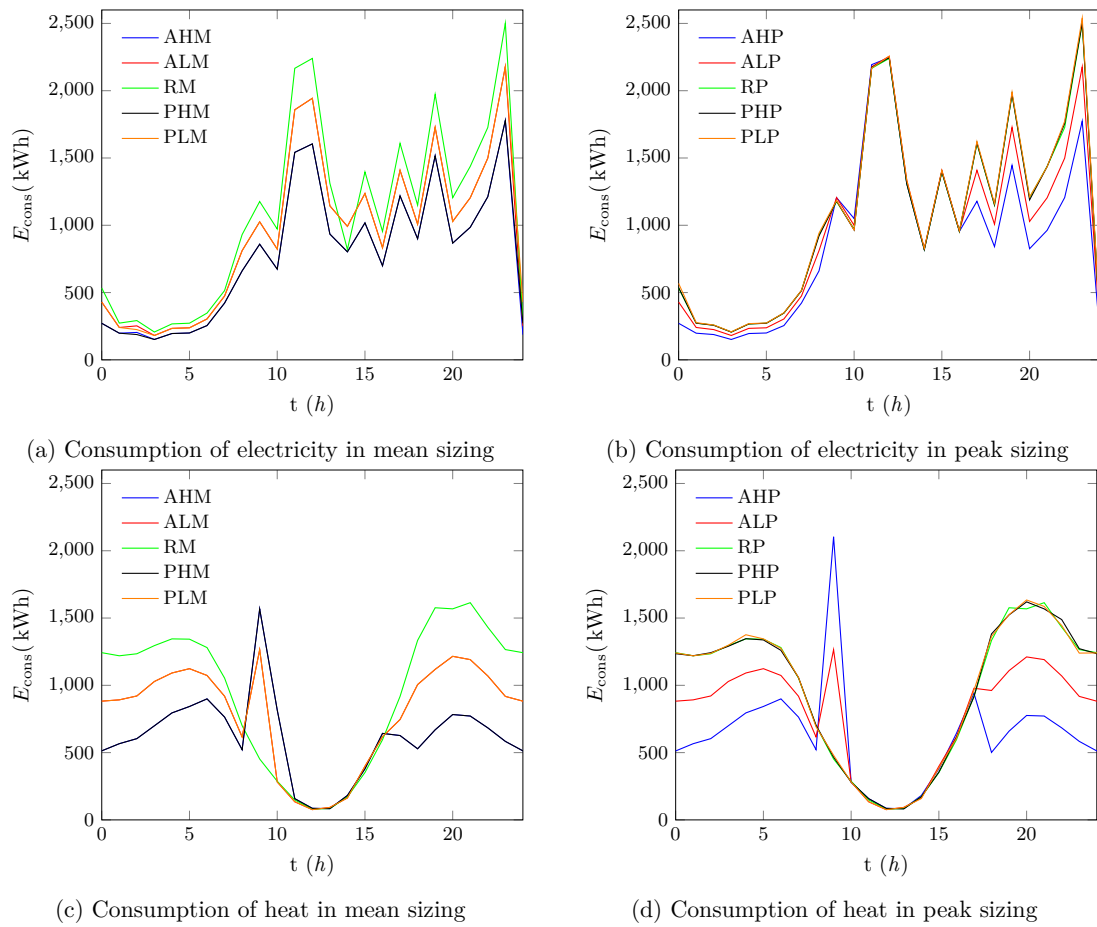 2,500
2,000
1,500
1,000
500
0
E_cons(kWh)
AHM
ALM
RM
PHM
PLM
0 5 10 15 20
t (h)
(a) Consumption of electricity in mean sizing
2,500
2,000
1,500
1,000
500
0
E_cons(kWh)
AHP
ALP
RP
PHP
PLP
0 5 10 15 20
t (h)
(b) Consumption of electricity in peak sizing
2,500
2,000
1,500
1,000
500
0
E_cons(kWh)
AHM
ALM
RM
PHM
PLM
0 5 10 15 20
t (h)
(c) Consumption of heat in mean sizing
2,500
2,000
1,500
1,000
500
0
E_cons(kWh)
AHP
ALP
RP
PHP
PLP
0 5 10 15 20
t (h)
(d) Consumption of heat in peak sizing